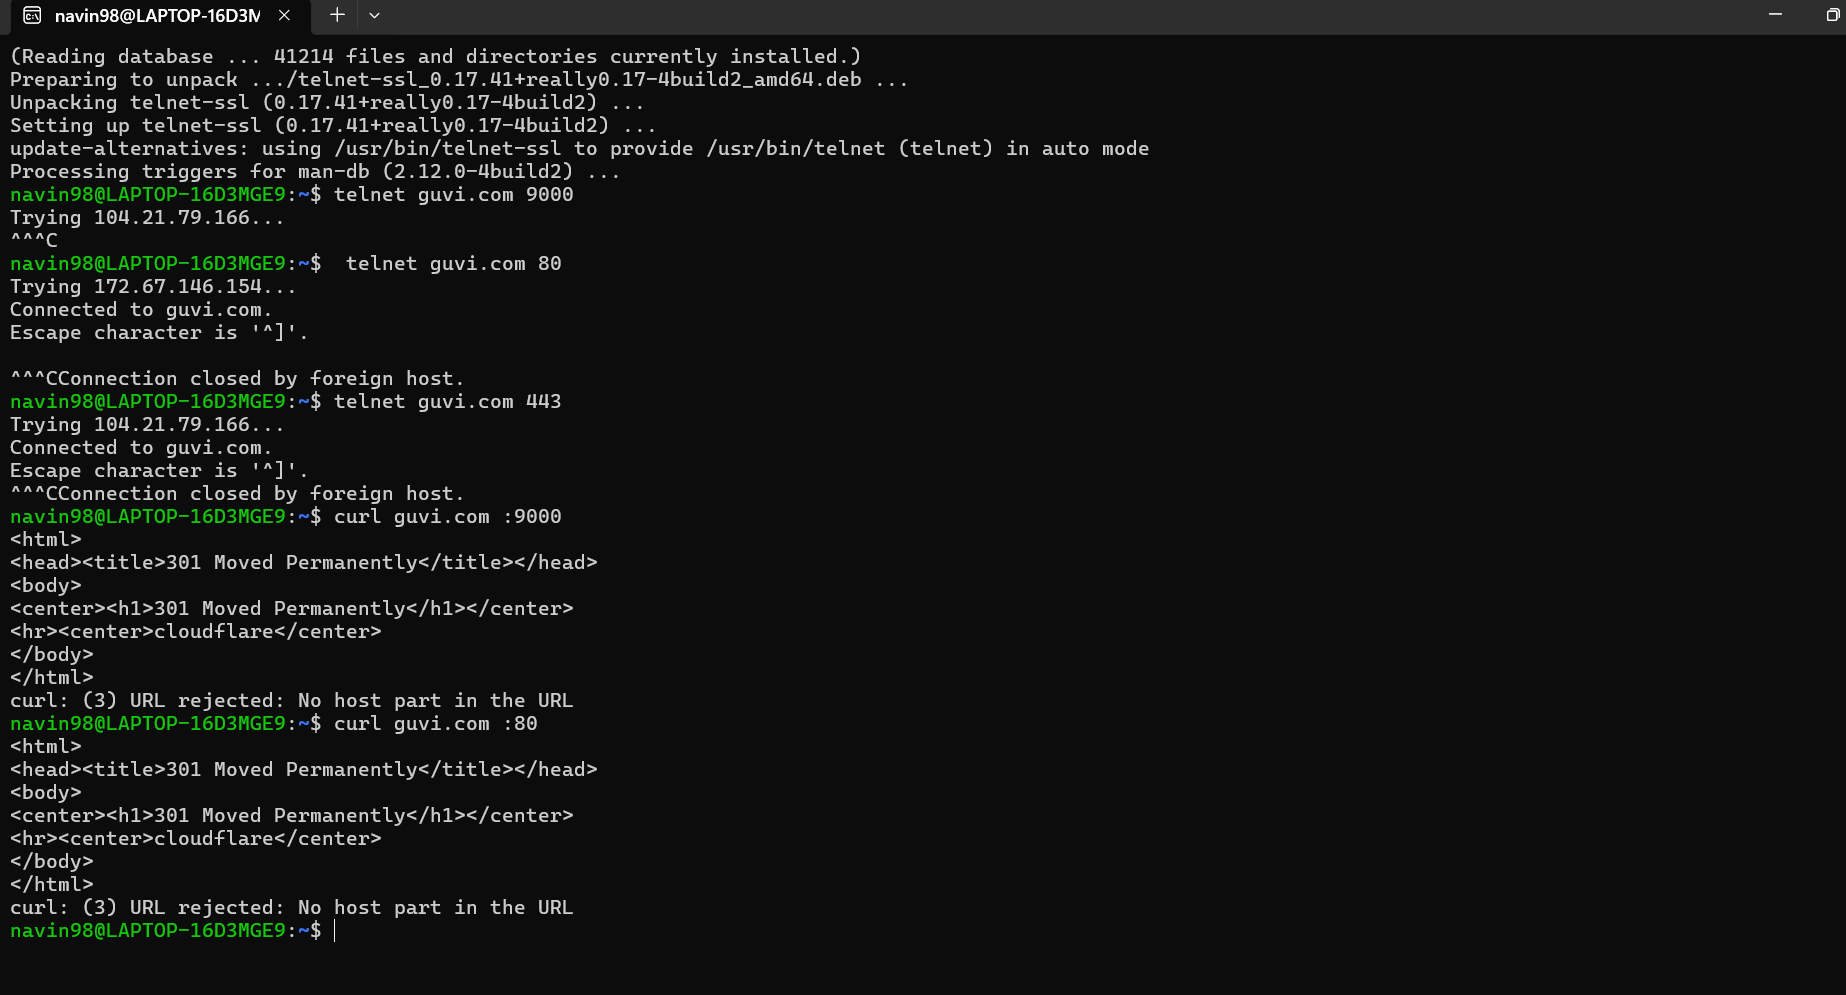 navin98@LAPTOP-16D3M
(Reading database ... 41214 files and directories currently installed.)
Preparing to unpack .../telnet-ssl_0.17.41+really0.17-4build2_amd64.deb ...
Unpacking telnet-ssl (0.17.41+really0.17-4build2) ...
Setting up telnet-ssl (0.17.41+really0.17-4build2) ...
update-alternatives: using /usr/bin/telnet-ssl to provide /usr/bin/telnet (telnet) in auto mode
Processing triggers for man-db (2.12.0-4build2) ...
navin98@LAPTOP-16D3MGE9:~$ telnet guvi.com 9000
Trying 104.21.79.166...
^^^C
navin98@LAPTOP-16D3MGE9:~$  telnet guvi.com 80
Trying 172.67.146.154...
Connected to guvi.com.
Escape character is '^]'.

^^^CConnection closed by foreign host.
navin98@LAPTOP-16D3MGE9:~$ telnet guvi.com 443
Trying 104.21.79.166...
Connected to guvi.com.
Escape character is '^]'.
^^^CConnection closed by foreign host.
navin98@LAPTOP-16D3MGE9:~$ curl guvi.com :9000
<html>
<head><title>301 Moved Permanently</title></head>
<body>
<center><h1>301 Moved Permanently</h1></center>
<hr><center>cloudflare</center>
</body>
</html>
curl: (3) URL rejected: No host part in the URL
navin98@LAPTOP-16D3MGE9:~$ curl guvi.com :80
<html>
<head><title>301 Moved Permanently</title></head>
<body>
<center><h1>301 Moved Permanently</h1></center>
<hr><center>cloudflare</center>
</body>
</html>
curl: (3) URL rejected: No host part in the URL
navin98@LAPTOP-16D3MGE9:~$